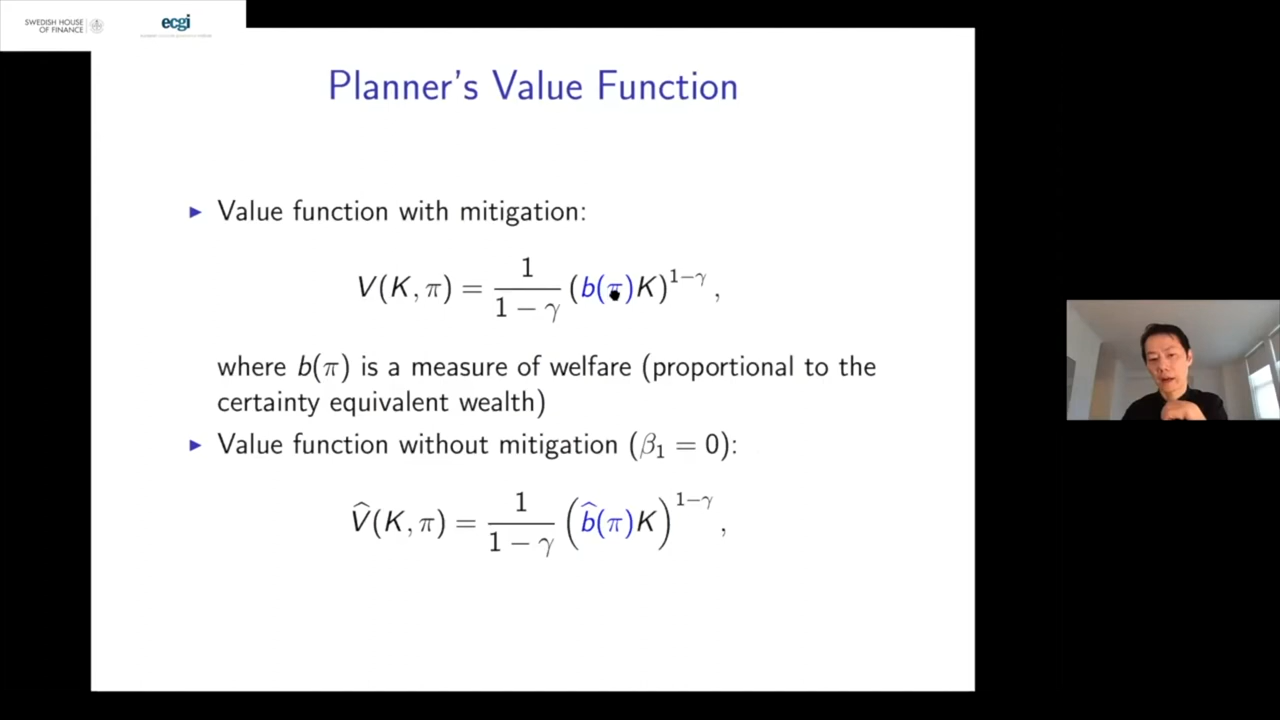 SWEDISH HOUSE
OF FINANCE
ecgi
Planner's Value Function
▶ Value function with mitigation:
V(K, π) = 1/(1 − γ) (b(π)K)^{1−γ} ,
where b(π) is a measure of welfare (proportional to the
certainty equivalent wealth)
▶ Value function without mitigation (β₁ = 0):
V̂(K, π) = 1/(1 − γ) (b̂(π)K)^{1−γ} ,